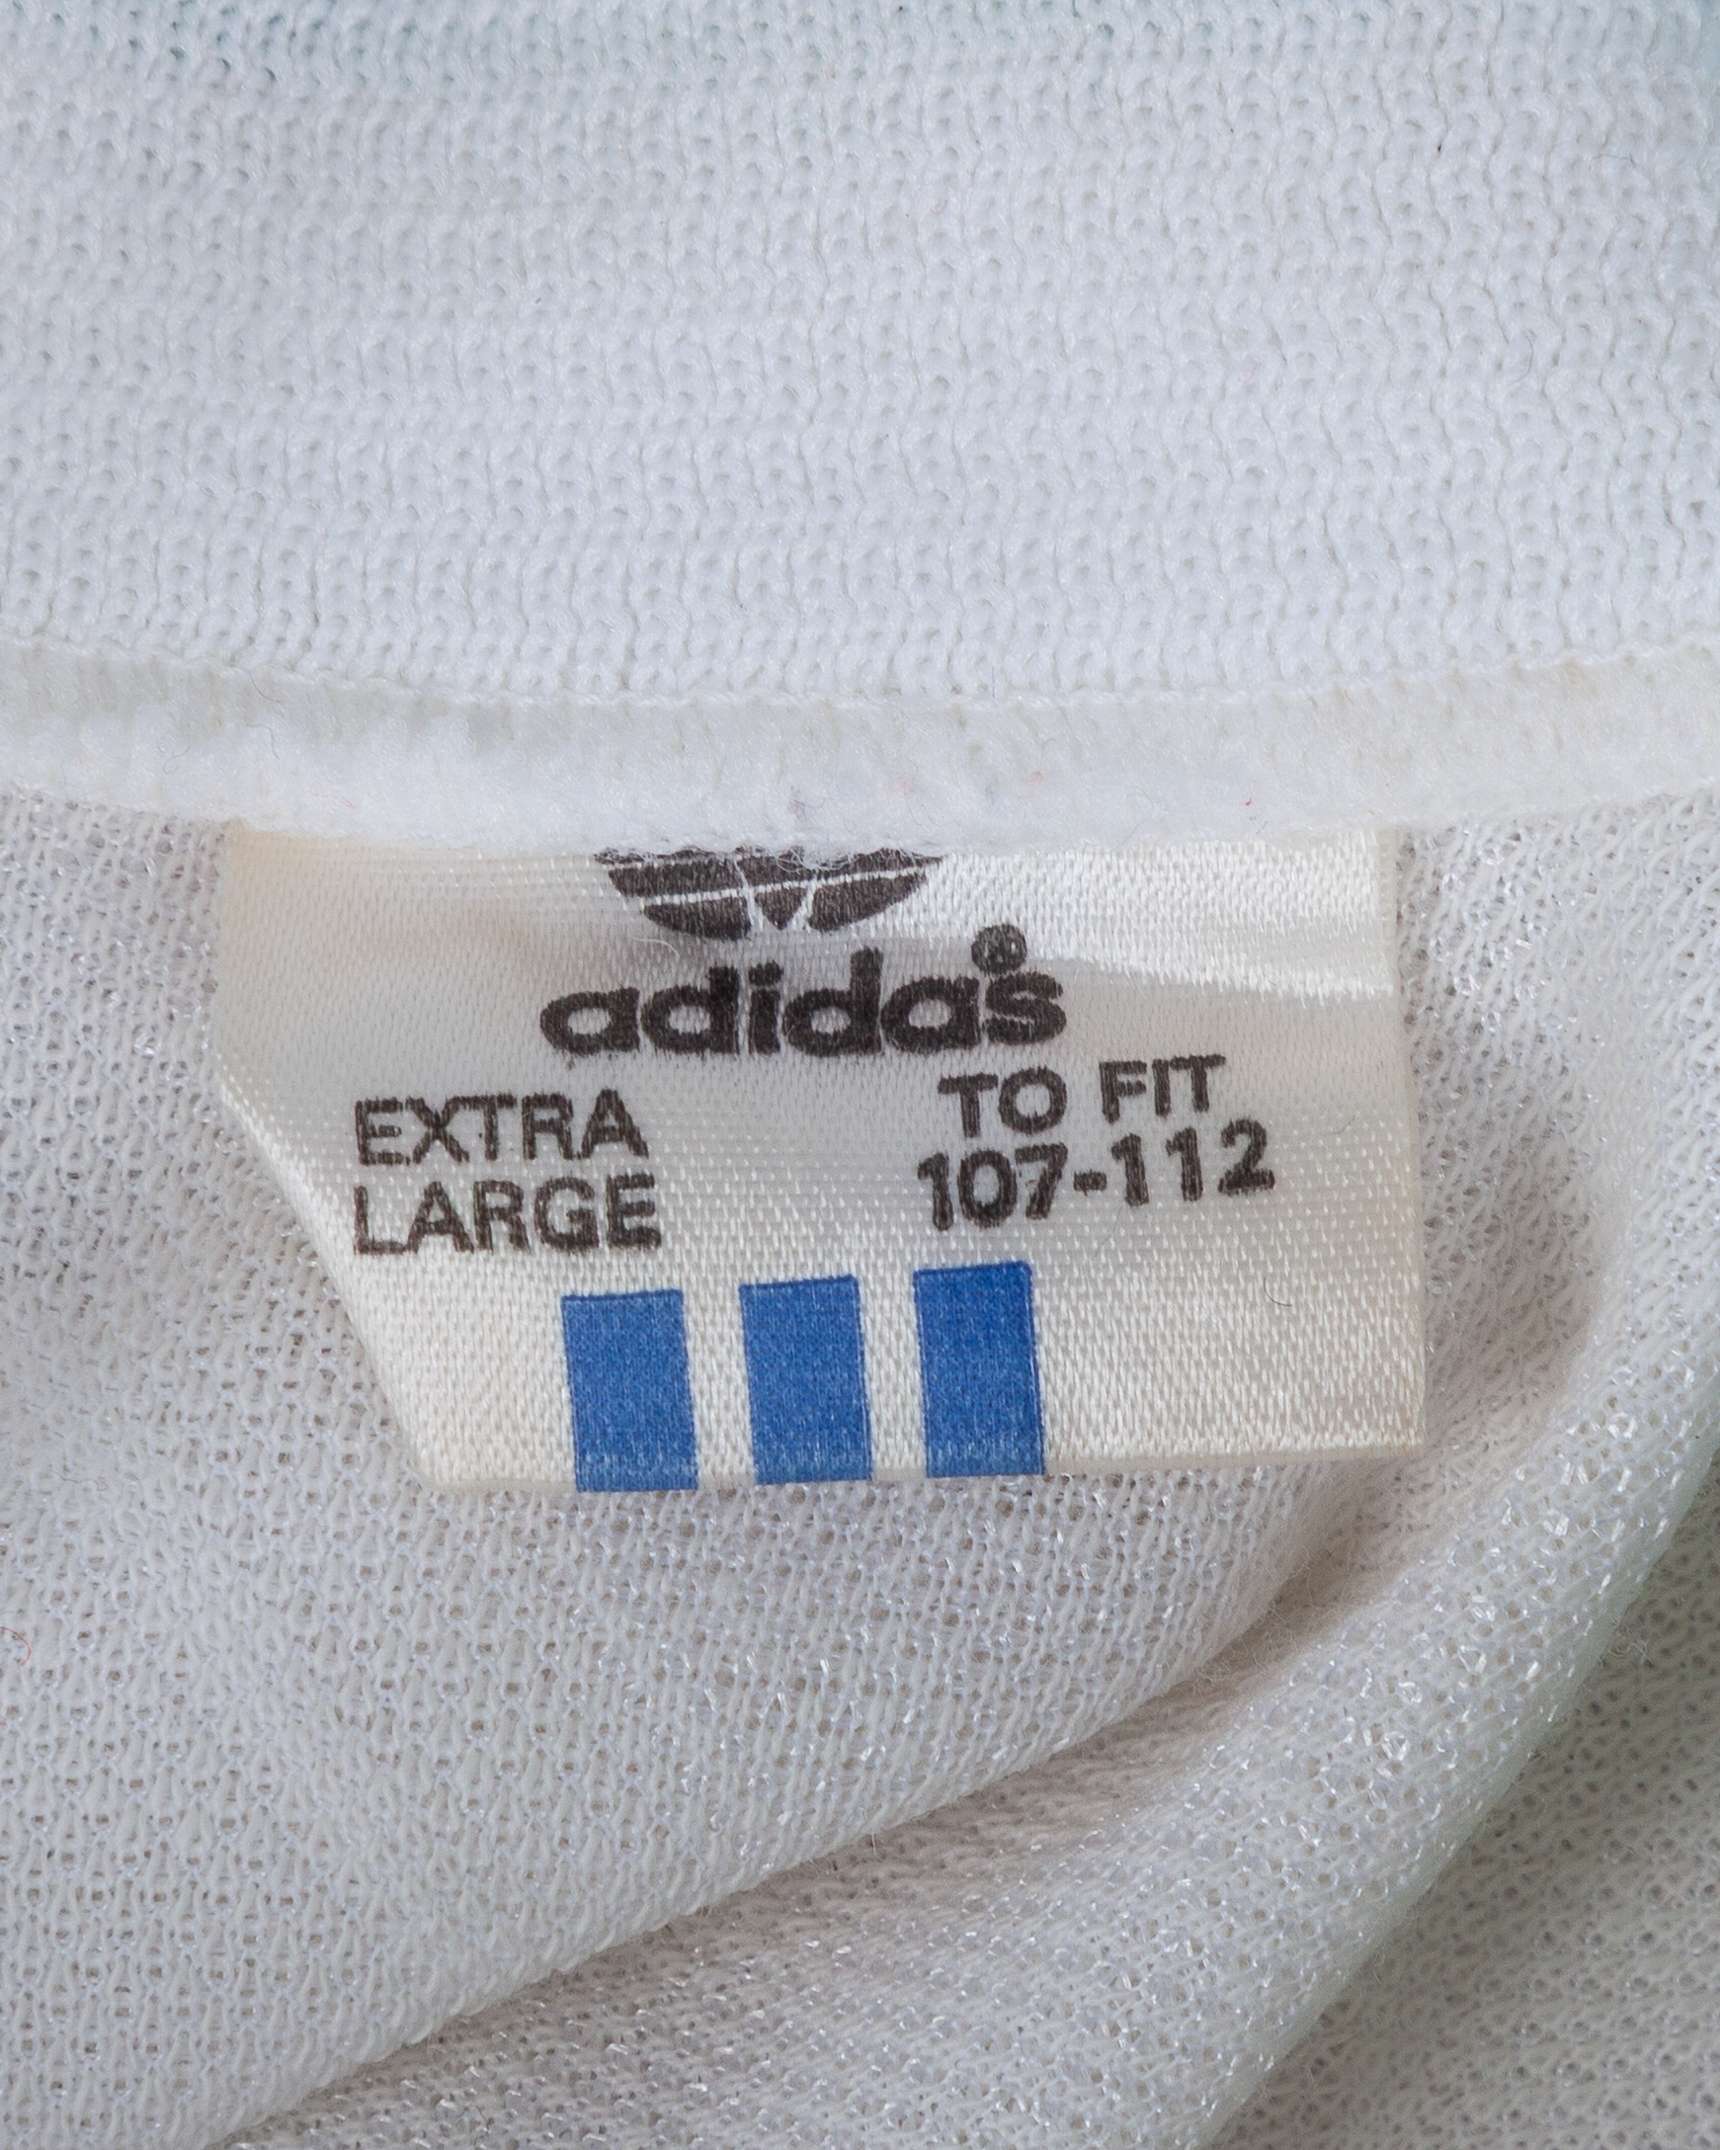 adidas®
EXTRA
LARGE
TO FIT
107-112